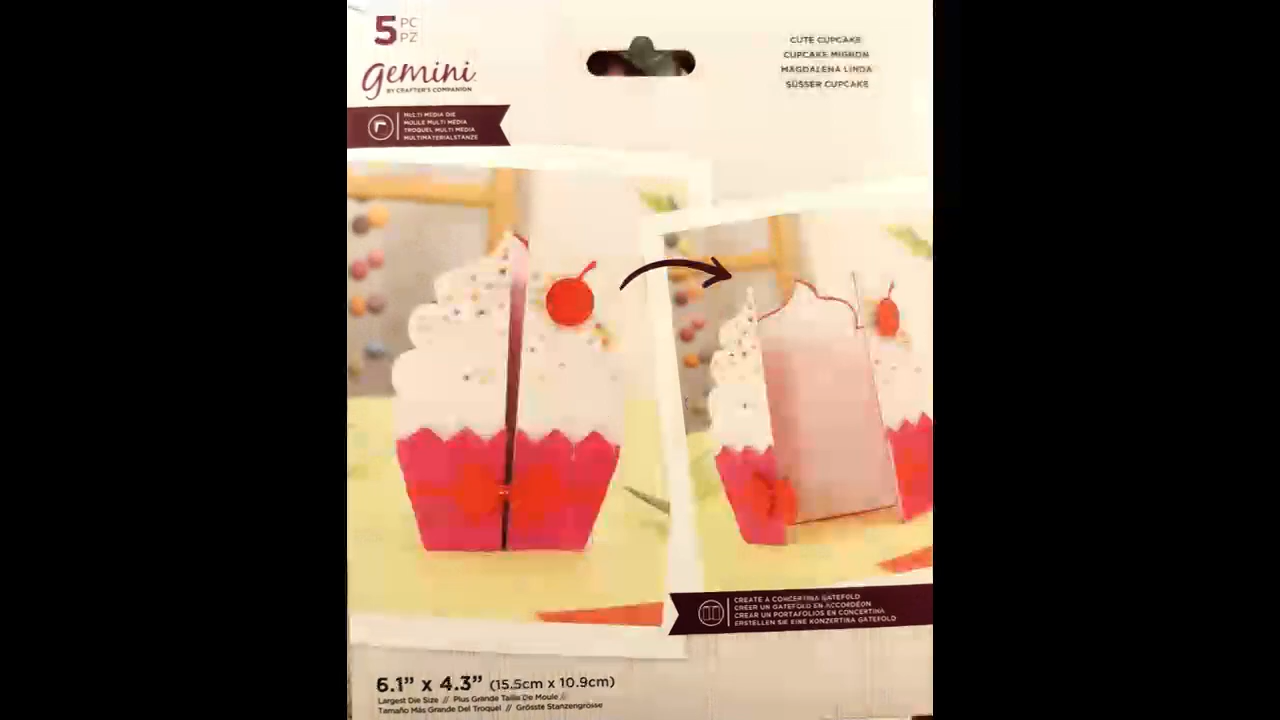 5 PC
PZ
gemini
BY CRAFTER'S COMPANION
CUTE CUPCAKE
CUPCAKE MIGNON
MAGDALENA LINDA
SÜSSER CUPCAKE
MULTI MEDIA DIE
MOULE MULTI MÉDIA
TROQUEL MULTI MEDIA
MULTIMATERIALSTANZE
CREATE A CONCERTINA GATEFOLD
CRÉER UN GATEFOLD EN ACCORDÉON
CREAR UN PORTAFOLIOS EN CONCERTINA
ERSTELLEN SIE EINE KONZERTINA GATEFOLD
6.1" x 4.3" (15.5cm x 10.9cm)
Largest Die Size // Plus Grande Taille De Moule //
Tamaño Más Grande Del Troquel // Grösste Stanzengrösse